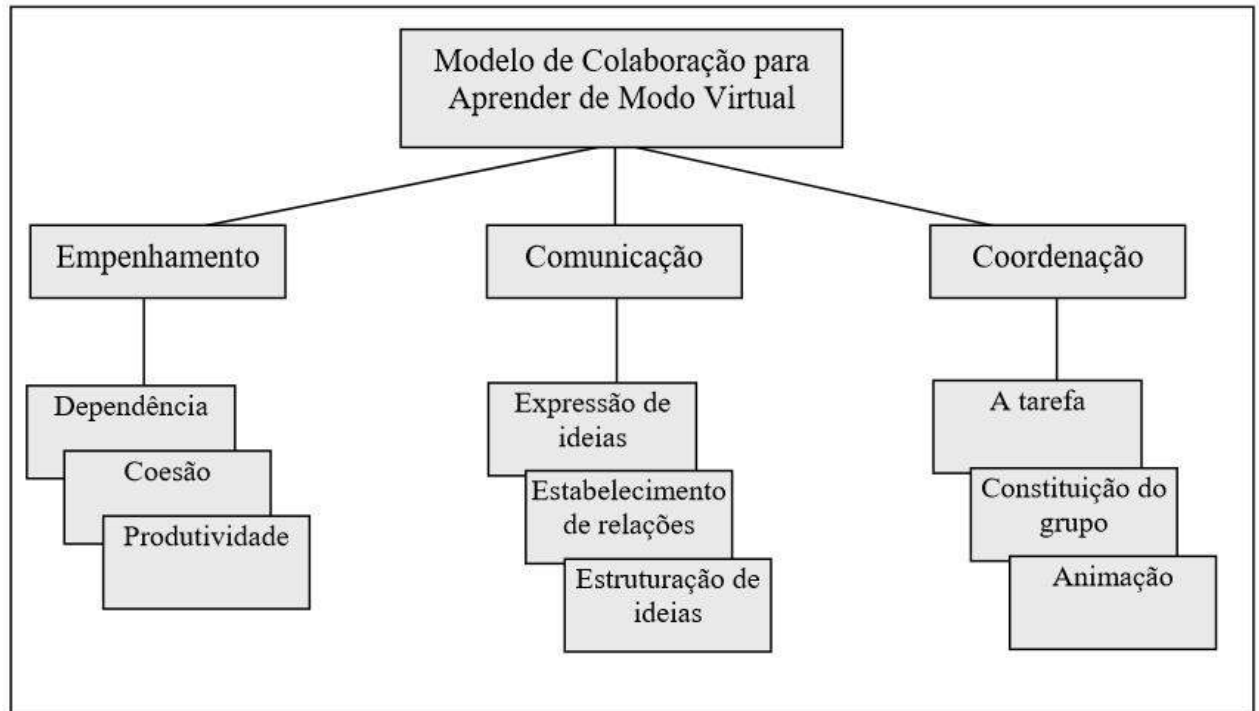 Modelo de Colaboração para
Aprender de Modo Virtual
Empenhamento
Comunicação
Coordenação
Dependência
Coesão
Produtividade
Expressão de
ideias
Estabelecimento
de relações
Estruturação de
ideias
A tarefa
Constituição do
grupo
Animação